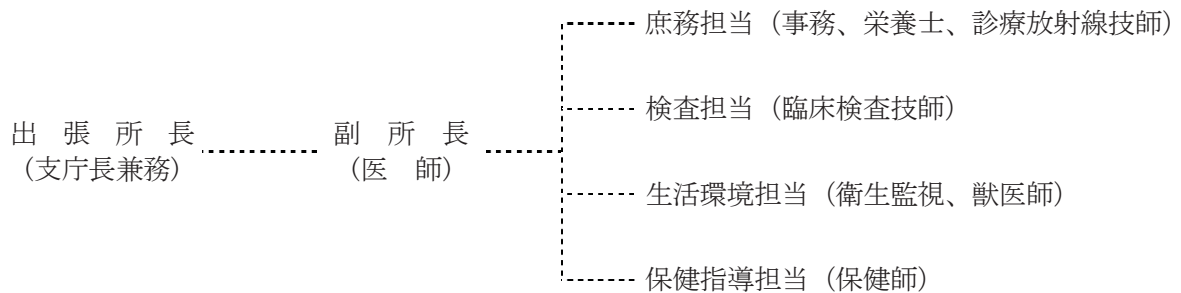 庶務担当（事務、栄養士、診療放射線技師）
検査担当（臨床検査技師）
出　張　所　長
（支庁長兼務）
副　所　長
（医　師）
生活環境担当（衛生監視、獣医師）
保健指導担当（保健師）